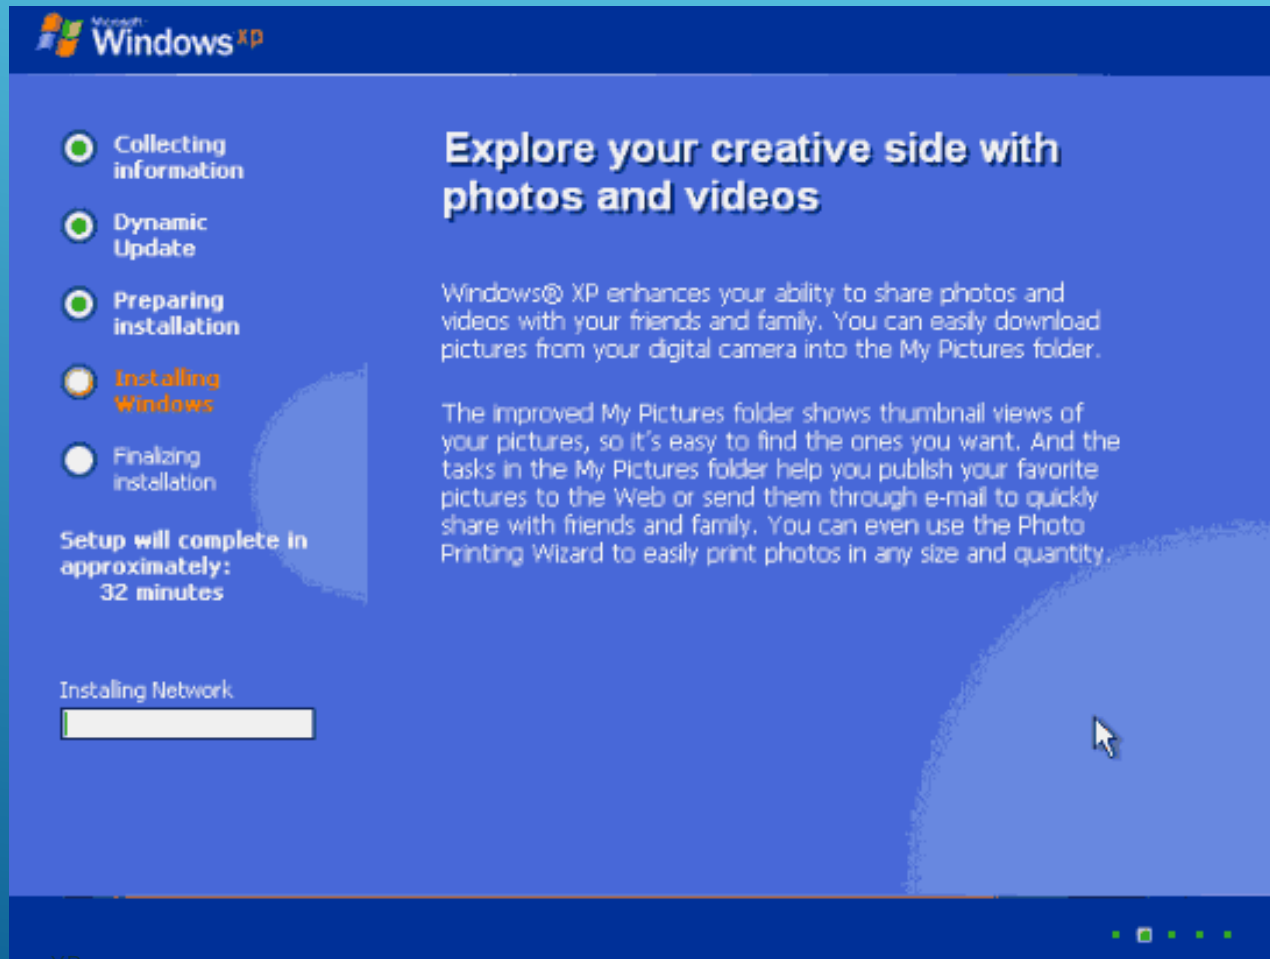 Microsoft
Windows xp
Collecting
information
Dynamic
Update
Preparing
installation
Installing
Windows
Finalizing
installation
Setup will complete in
approximately:
32 minutes
Installing Network
Explore your creative side with
photos and videos
Windows® XP enhances your ability to share photos and
videos with your friends and family. You can easily download
pictures from your digital camera into the My Pictures folder.
The improved My Pictures folder shows thumbnail views of
your pictures, so it's easy to find the ones you want. And the
tasks in the My Pictures folder help you publish your favorite
pictures to the Web or send them through e-mail to quickly
share with friends and family. You can even use the Photo
Printing Wizard to easily print photos in any size and quantity.